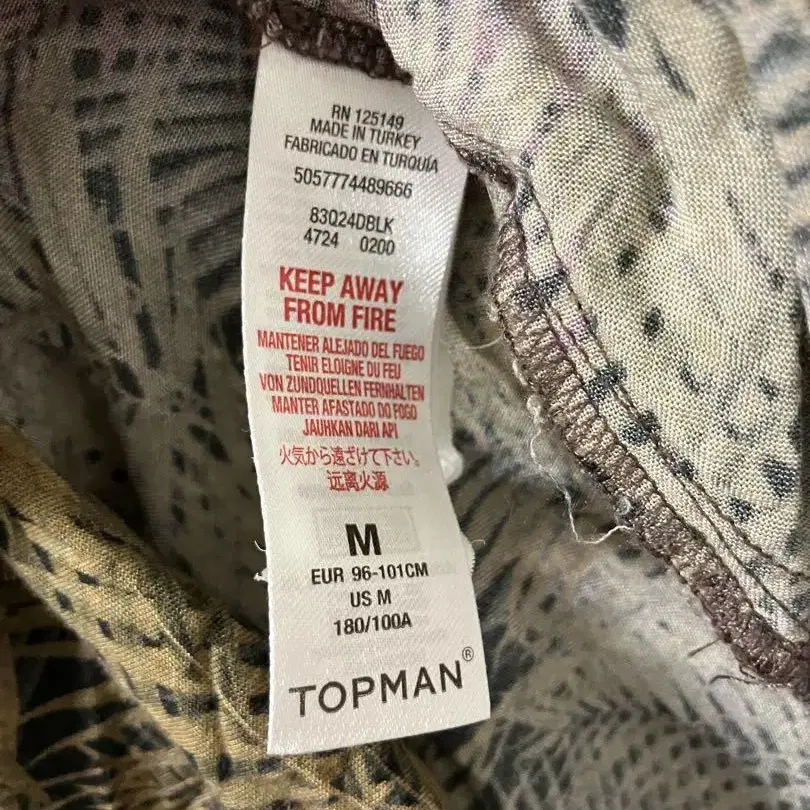 RN 125149
MADE IN TURKEY
FABRICADO EN TURQUÍA
5057774489666
83Q24DBLK
4724 0200
KEEP AWAY
FROM FIRE
MANTENER ALEJADO DEL FUEGO
TENIR ELOIGNE DU FEU
VON ZUNDQUELLEN FERNHALTEN
MANTER AFASTADO DO FOGO
JAUHKAN DARI API
火気から遠ざけて下さい。
远离火源
M
EUR 96-101CM
US M
180/100A
TOPMAN®